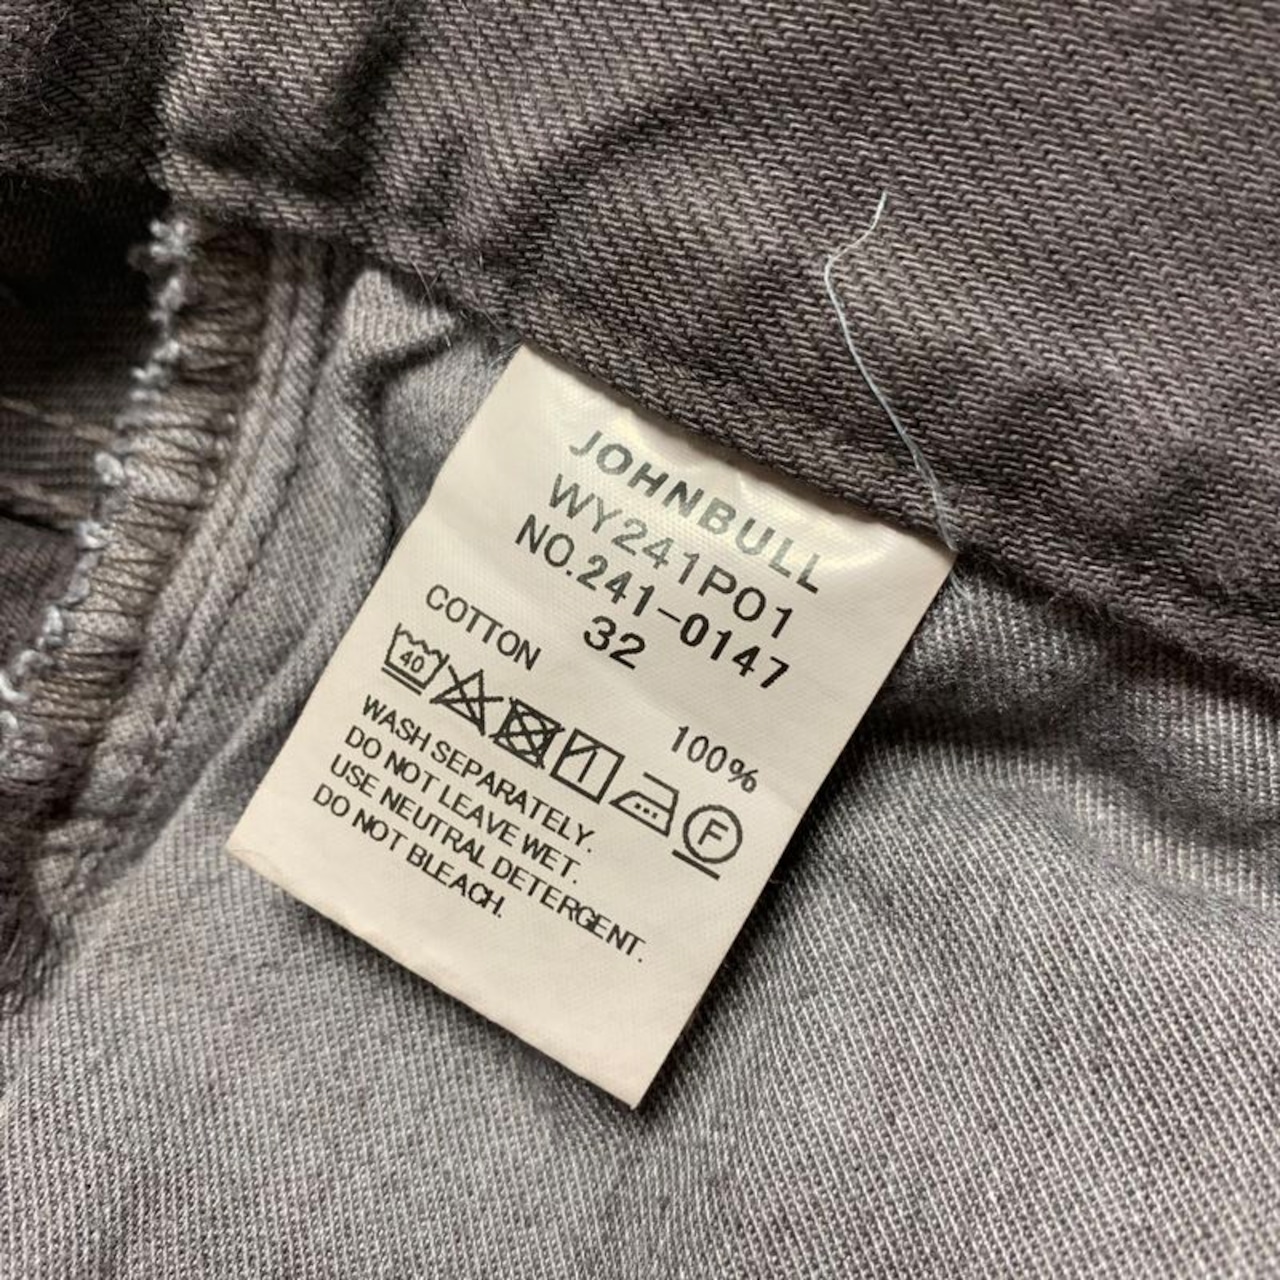 JOHNBULL
WY241P01
NO.241-0147
32
COTTON 100%
40
F
WASH SEPARATELY.
DO NOT LEAVE WET.
USE NEUTRAL DETERGENT.
DO NOT BLEACH.